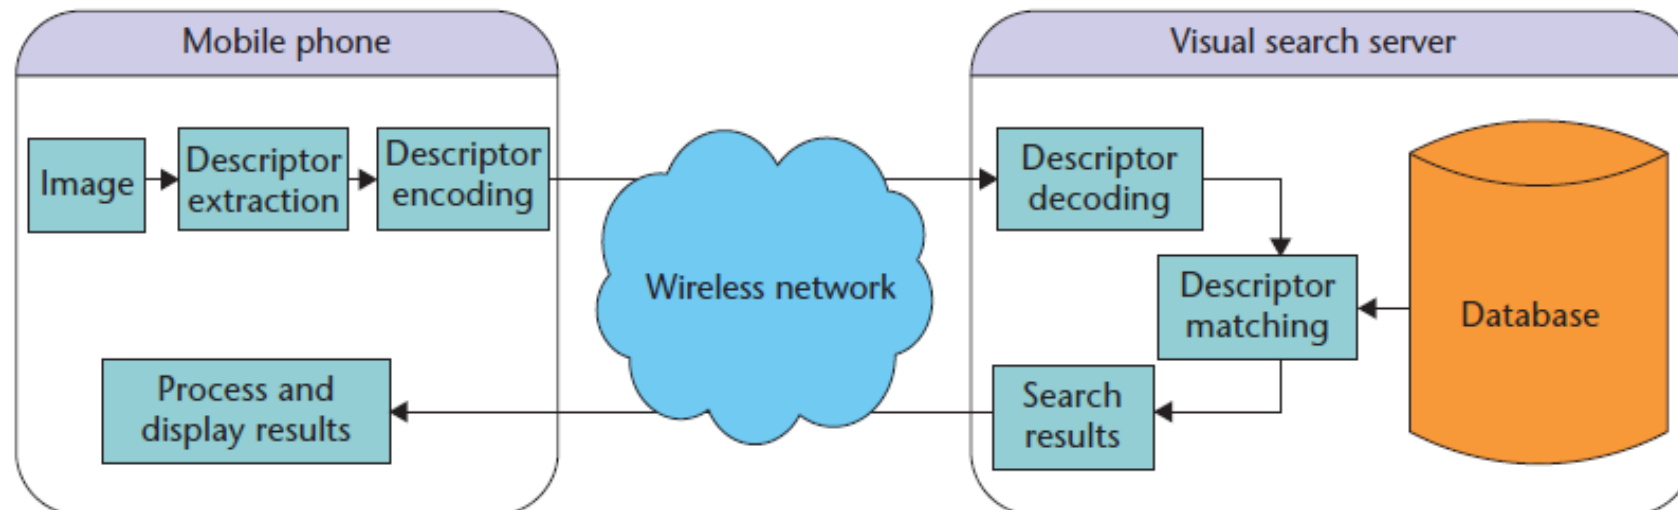 Mobile phone
Visual search server
Image
Descriptor
extraction
Descriptor
encoding
Wireless network
Descriptor
decoding
Descriptor
matching
Database
Search
results
Process and
display results